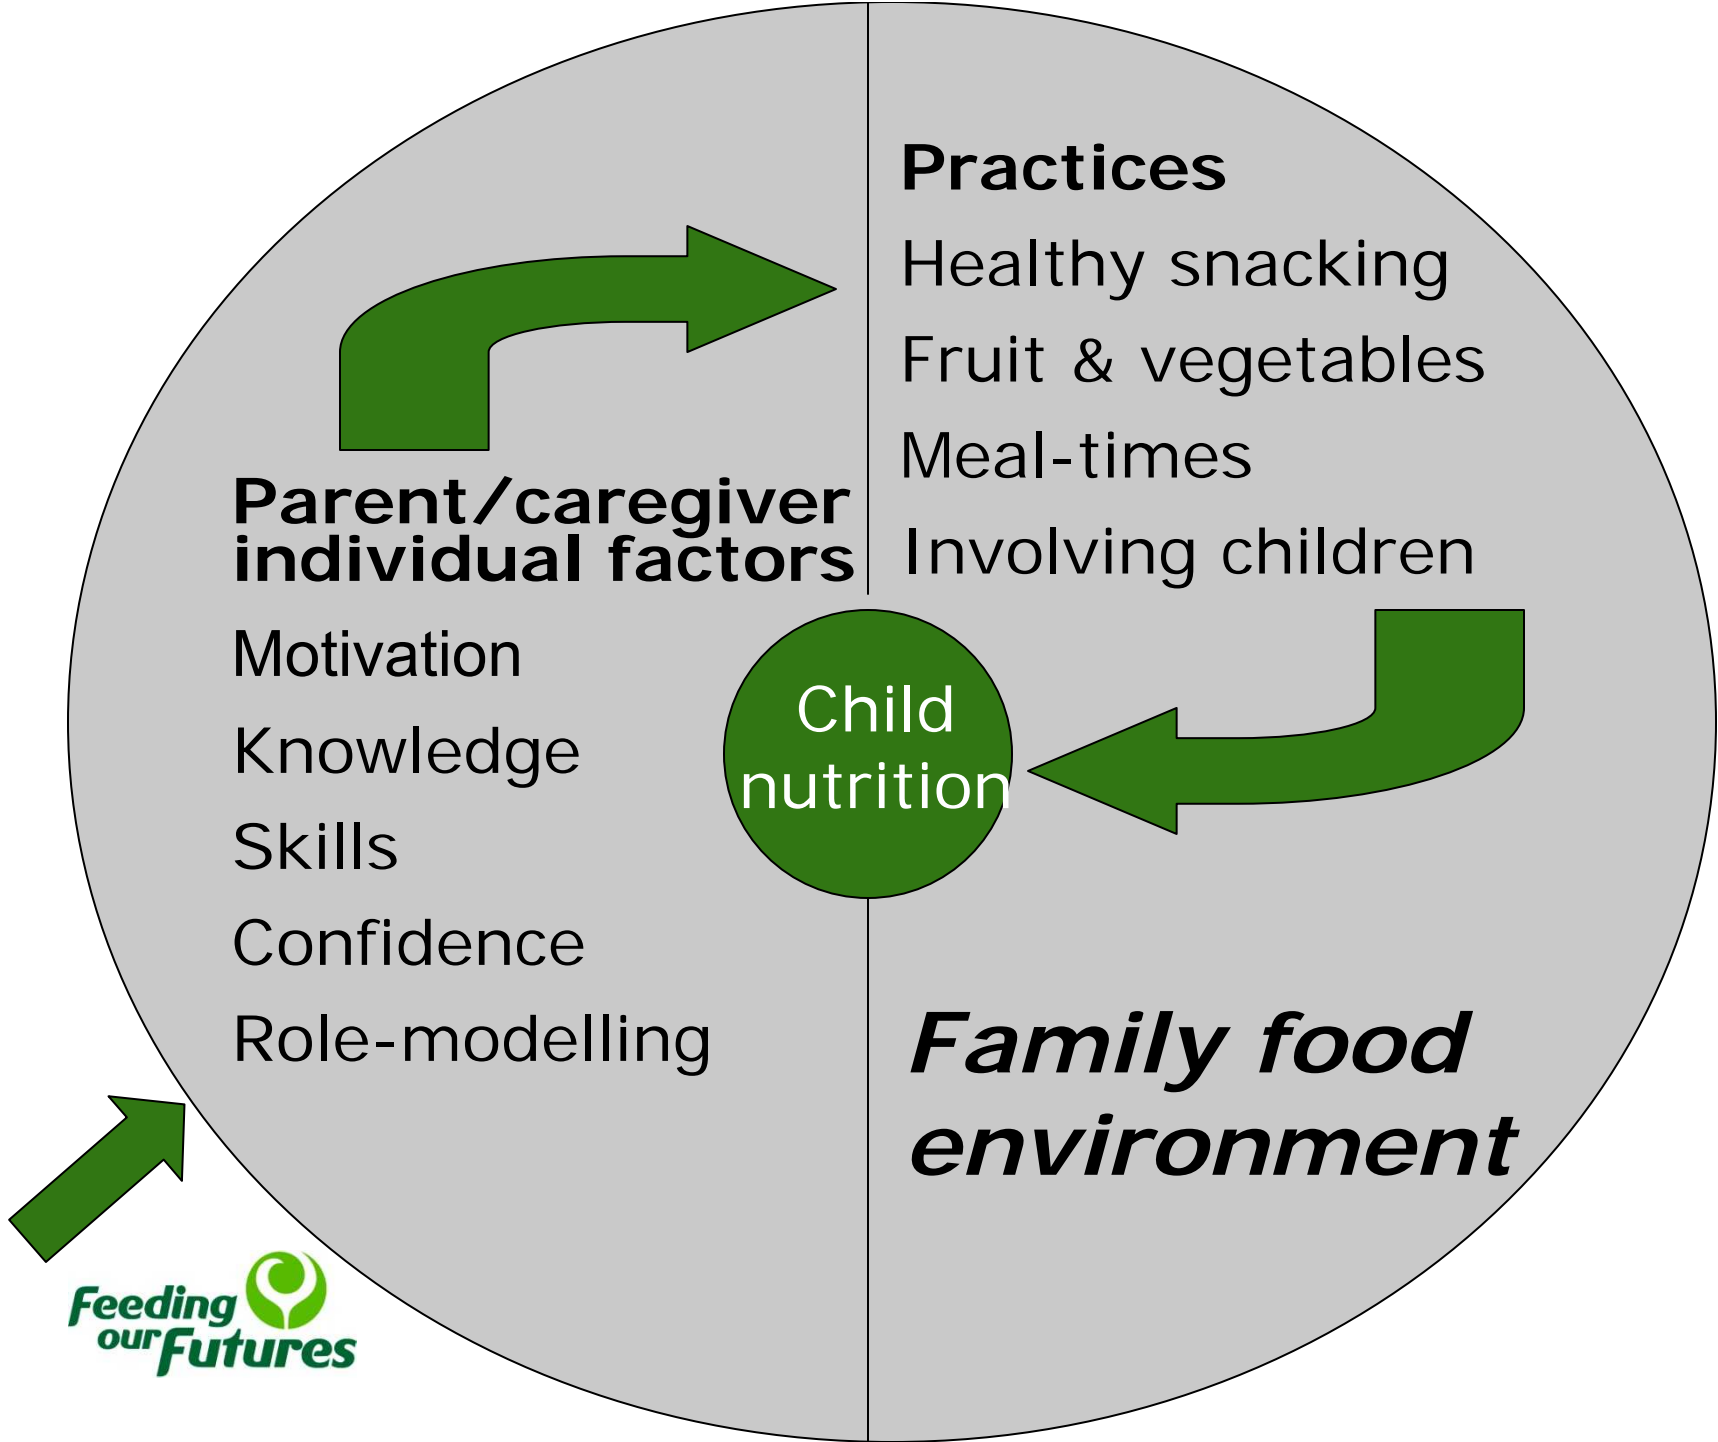 Practices
Healthy snacking
Fruit & vegetables
Meal-times
Involving children
Parent/caregiver
individual factors
Motivation
Knowledge
Skills
Confidence
Role-modelling
Child
nutrition
Family food
environment
Feeding
our Futures